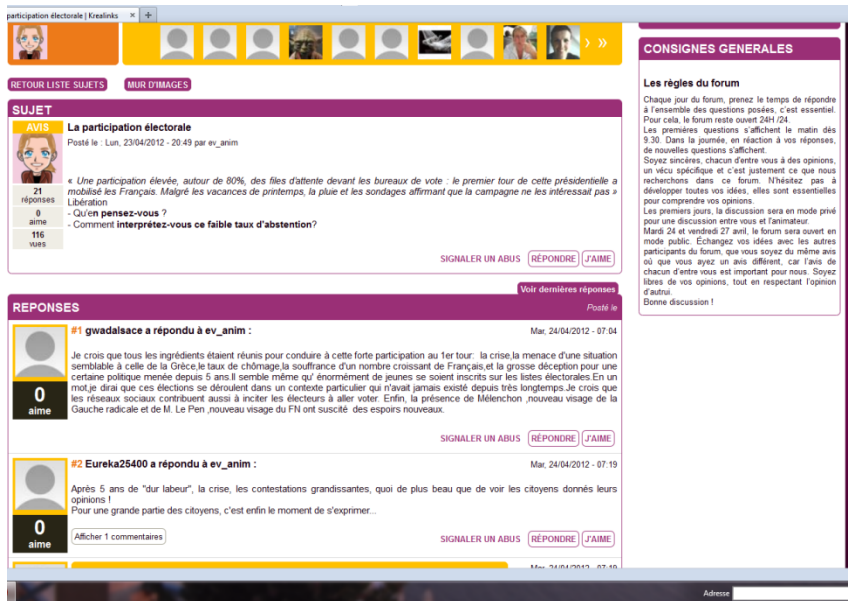 participation électorale | Krealinks × +
› »
RETOUR LISTE SUJETS MUR D'IMAGES
SUJET
AVIS
La participation électorale
Posté le : Lun, 23/04/2012 - 20:49 par ev_anim
« Une participation élevée, autour de 80%, des files d'attente devant les bureaux de vote : le premier tour de cette présidentielle a
mobilisé les Français. Malgré les vacances de printemps, la pluie et les sondages affirmant que la campagne ne les intéressait pas »
Libération
- Qu'en pensez-vous ?
- Comment interprétez-vous ce faible taux d'abstention?
21
réponses
0
aime
116
vues
SIGNALER UN ABUS RÉPONDRE J'AIME
Voir dernières réponses
REPONSES Posté le
#1 gwadalsace a répondu à ev_anim : Mar, 24/04/2012 - 07:04
Je crois que tous les ingrédients étaient réunis pour conduire à cette forte participation au 1er tour: la crise,la menace d'une situation
semblable à celle de la Grèce,le taux de chômage,la souffrance d'un nombre croissant de Français,et la grosse déception pour une
certaine politique menée depuis 5 ans.Il semble même qu' énormément de jeunes se soient inscrits sur les listes électorales.En un
mot,je dirai que ces élections se déroulent dans un contexte particulier qui n'avait jamais existé depuis très longtemps.Je crois que
les réseaux sociaux contribuent aussi à inciter les électeurs à aller voter. Enfin, la présence de Mélenchon ,nouveau visage de la
Gauche radicale et de M. Le Pen ,nouveau visage du FN ont suscité des espoirs nouveaux.
0
aime
SIGNALER UN ABUS RÉPONDRE J'AIME
#2 Eureka25400 a répondu à ev_anim : Mar, 24/04/2012 - 07:19
Après 5 ans de "dur labeur", la crise, les contestations grandissantes, quoi de plus beau que de voir les citoyens donnés leurs
opinions !
Pour une grande partie des citoyens, c'est enfin le moment de s'exprimer...
0
aime
Afficher 1 commentaires
SIGNALER UN ABUS RÉPONDRE J'AIME
Mar, 24/04/2012 - 07:19
CONSIGNES GENERALES
Les règles du forum
Chaque jour du forum, prenez le temps de répondre
à l'ensemble des questions posées, c'est essentiel.
Pour cela, le forum reste ouvert 24H /24.
Les premières questions s'affichent le matin dès
9.30. Dans la journée, en réaction à vos réponses,
de nouvelles questions s'affichent.
Soyez sincères, chacun d'entre vous à des opinions,
un vécu spécifique et c'est justement ce que nous
recherchons dans ce forum. N'hésitez pas à
développer toutes vos idées, elles sont essentielles
pour comprendre vos opinions.
Les premiers jours, la discussion sera en mode privé
pour une discussion entre vous et l'animateur.
Mardi 24 et vendredi 27 avril, le forum sera ouvert en
mode public. Échangez vos idées avec les autres
participants du forum, que vous soyez du même avis
où que vous ayez un avis différent, car l'avis de
chacun d'entre vous est important pour nous. Soyez
libres de vos opinions, tout en respectant l'opinion
d'autrui.
Bonne discussion !
Adresse